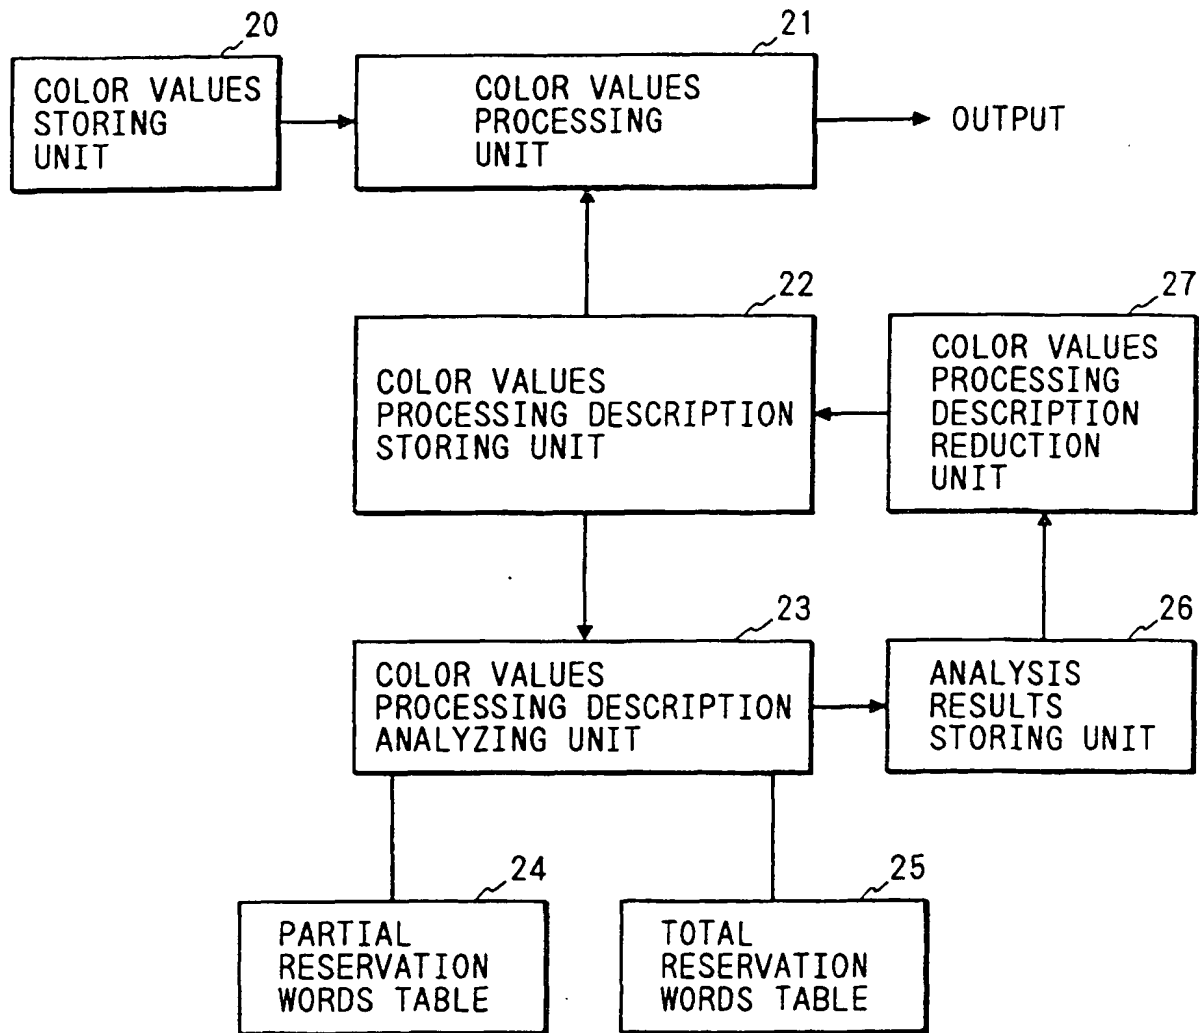 20
COLOR VALUES
STORING
UNIT
21
COLOR VALUES
PROCESSING
UNIT
OUTPUT
22
COLOR VALUES
PROCESSING DESCRIPTION
STORING UNIT
27
COLOR VALUES
PROCESSING
DESCRIPTION
REDUCTION
UNIT
23
COLOR VALUES
PROCESSING DESCRIPTION
ANALYZING UNIT
26
ANALYSIS
RESULTS
STORING UNIT
24
PARTIAL
RESERVATION
WORDS TABLE
25
TOTAL
RESERVATION
WORDS TABLE